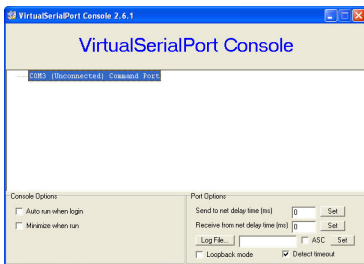 VirtualSerialPort Console 2.6.1
VirtualSerialPort Console
COM3 (Unconnected) Command Port
Console Options
Auto run when login
Minimize when run
Port Options
Send to net delay time (ms) 0 Set
Receive from net delay time (ms) 0 Set
Log File... ASC Set
Loopback mode Detect timeout